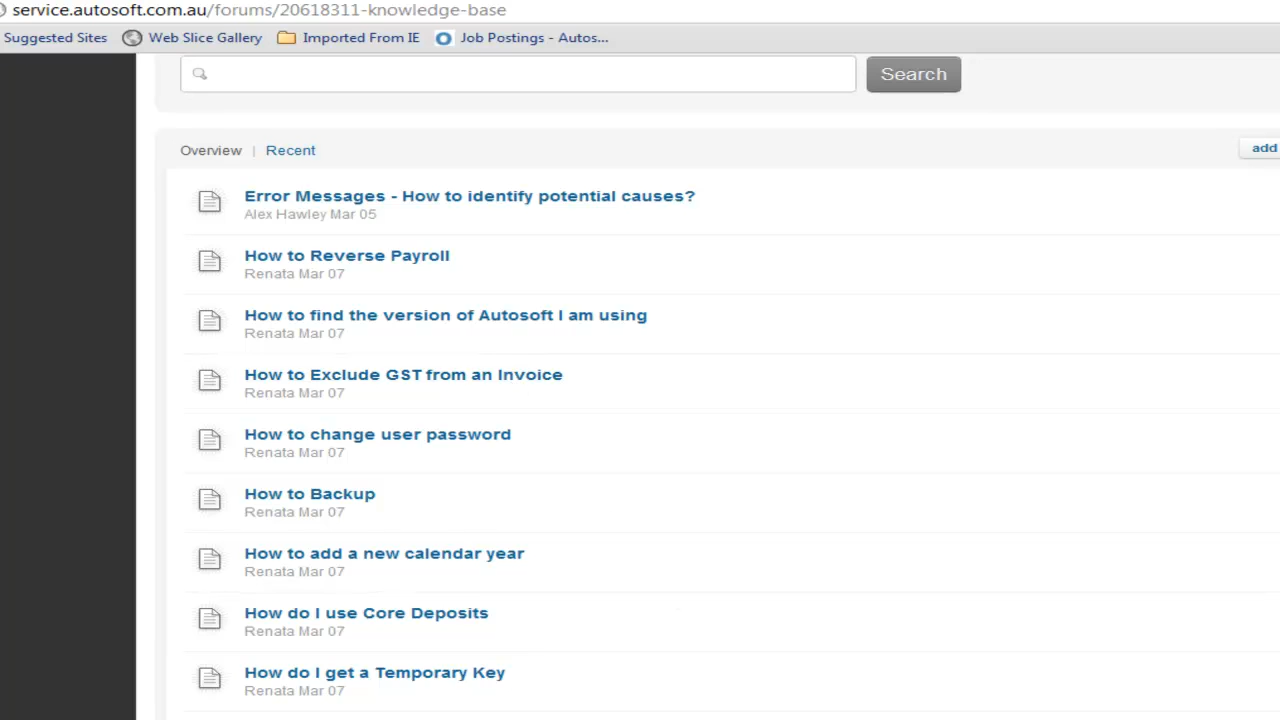 service.autosoft.com.au/forums/20618311-knowledge-base
Suggested Sites Web Slice Gallery Imported From IE Job Postings - Autos...
Search
Overview | Recent
add
Error Messages - How to identify potential causes?
Alex Hawley Mar 05
How to Reverse Payroll
Renata Mar 07
How to find the version of Autosoft I am using
Renata Mar 07
How to Exclude GST from an Invoice
Renata Mar 07
How to change user password
Renata Mar 07
How to Backup
Renata Mar 07
How to add a new calendar year
Renata Mar 07
How do I use Core Deposits
Renata Mar 07
How do I get a Temporary Key
Renata Mar 07